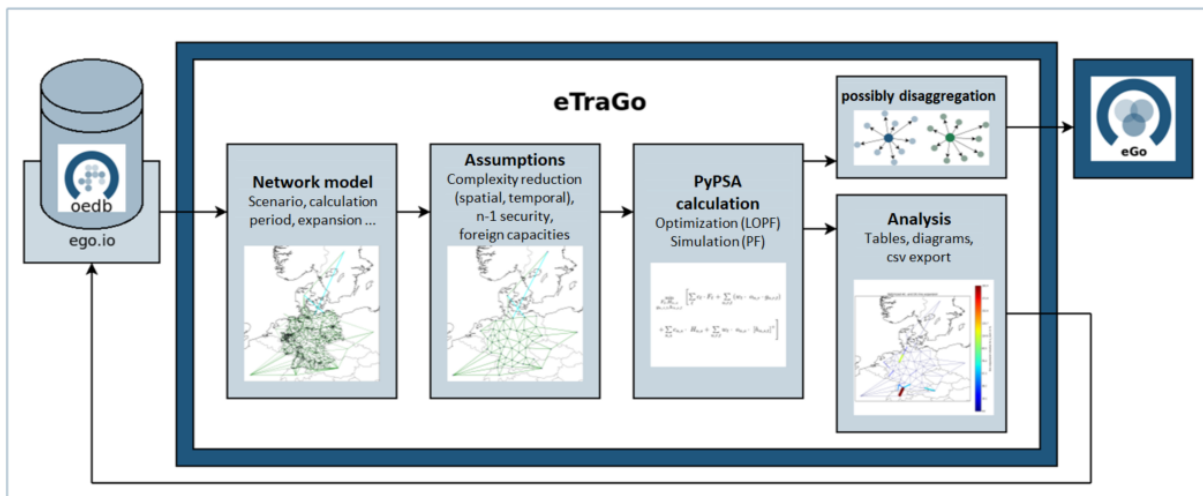 eTraGo
oedb
ego.io
Network model
Scenario, calculation
period, expansion ...
Assumptions
Complexity reduction
(spatial, temporal),
n-1 security,
foreign capacities
PyPSA
calculation
Optimization (LOPF)
Simulation (PF)
possibly disaggregation
eGo
Analysis
Tables, diagrams,
csv export